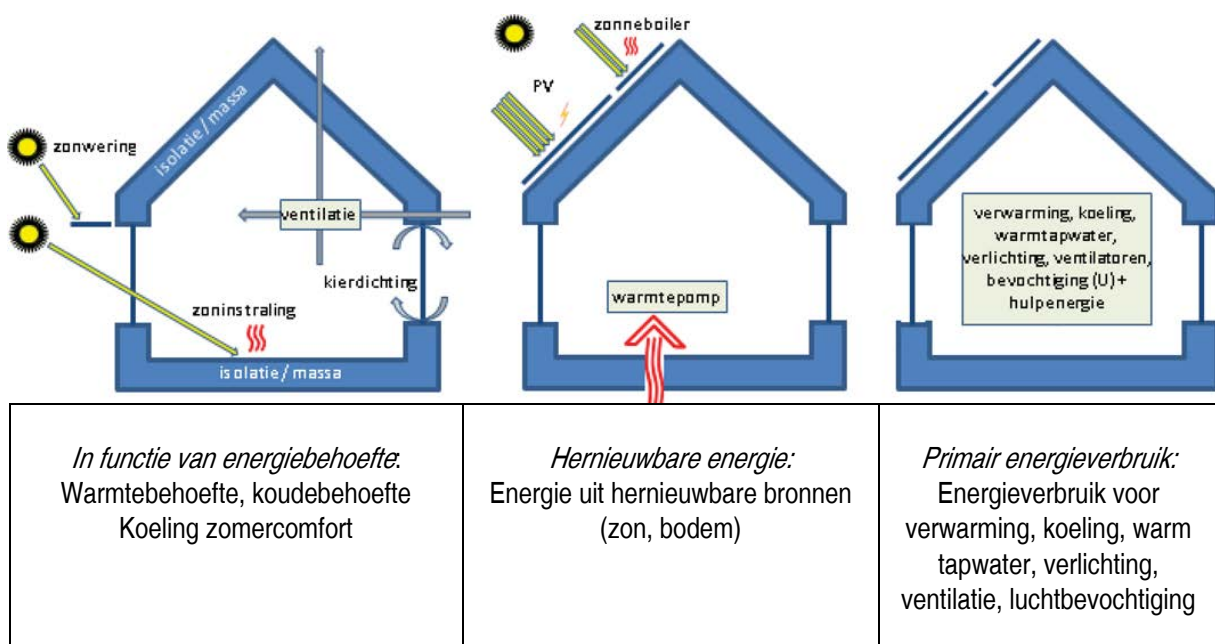 zonwering
isolatie/massa
ventilatie
kierdichting
zoninstraling
isolatie/massa
zonneboiler
PV
warmtepomp
verwarming, koeling,
warmtapwater,
verlichting, ventilatoren,
bevochtiging (U)+
hulpenergie
In functie van energiebehoefte:
Warmtebehoefte, koudebehoefte
Koeling zomercomfort
Hernieuwbare energie:
Energie uit hernieuwbare bronnen
(zon, bodem)
Primair energieverbruik:
Energieverbruik voor
verwarming, koeling, warm
tapwater, verlichting,
ventilatie, luchtbevochtiging